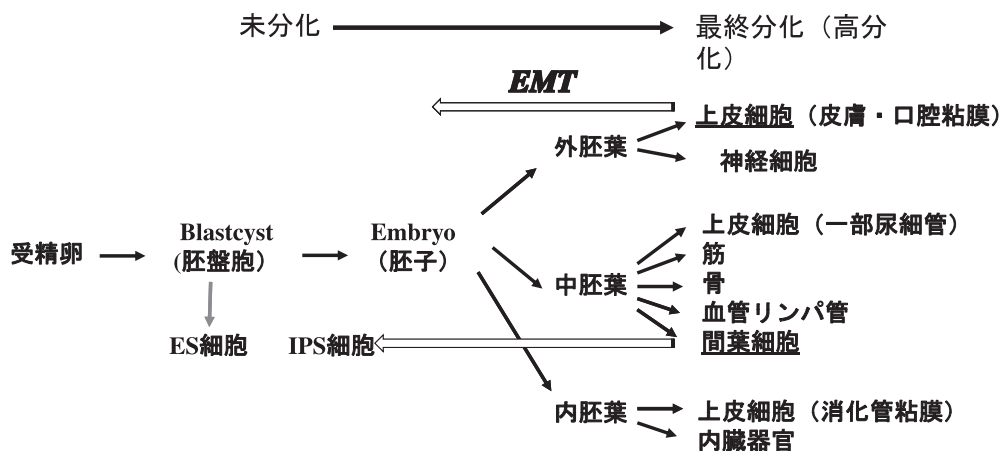 未分化
最終分化（高分
化）
EMT
上皮細胞（皮膚・口腔粘膜）
外胚葉
神経細胞
受精卵
Blastcyst
(胚盤胞）
Embryo
（胚子）
上皮細胞（一部尿細管）
筋
中胚葉
骨
血管リンパ管
間葉細胞
ES細胞
IPS細胞
内胚葉
上皮細胞（消化管粘膜）
内臓器官